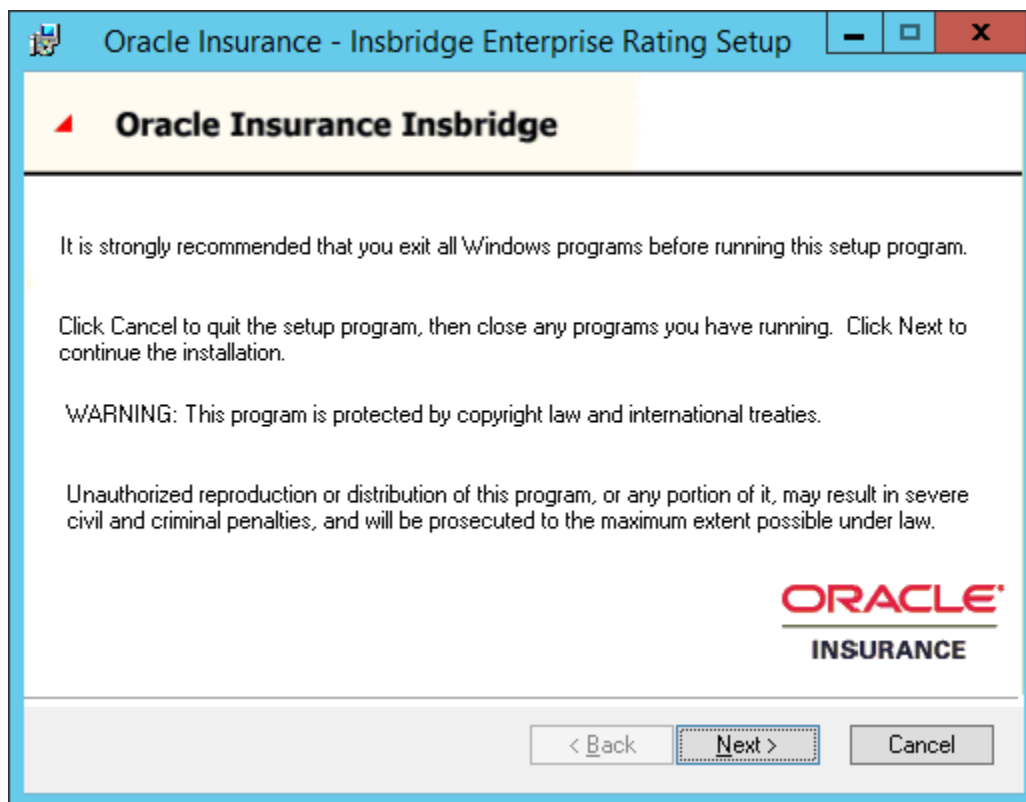 Oracle Insurance - Insbridge Enterprise Rating Setup
Oracle Insurance Insbridge
It is strongly recommended that you exit all Windows programs before running this setup program.
Click Cancel to quit the setup program, then close any programs you have running.  Click Next to
continue the installation.
WARNING: This program is protected by copyright law and international treaties.
Unauthorized reproduction or distribution of this program, or any portion of it, may result in severe
civil and criminal penalties, and will be prosecuted to the maximum extent possible under law.
ORACLE
INSURANCE
< Back Next > Cancel